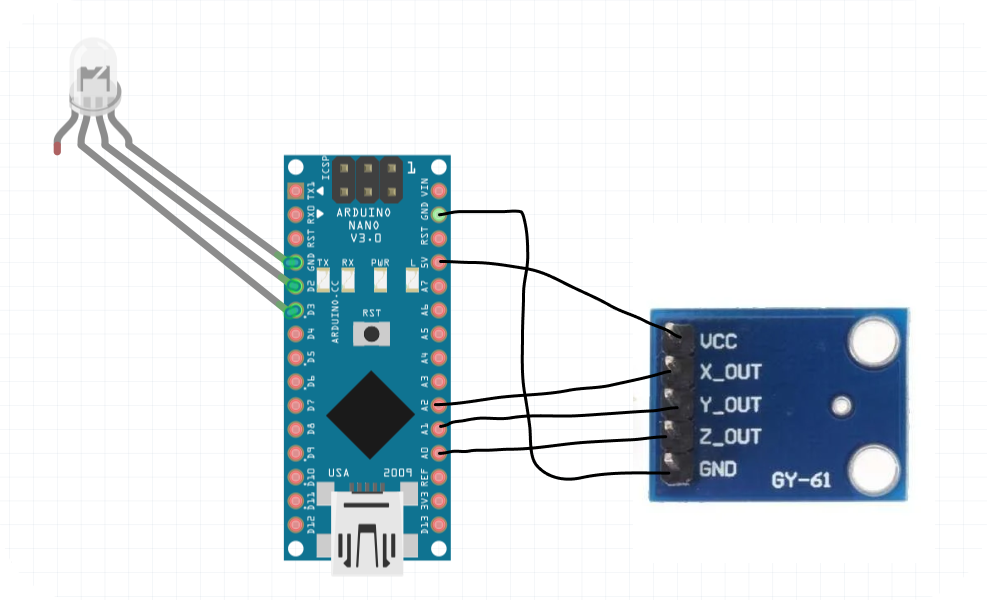 ICSP
1
TX1
RX0
RST
GND
D2
D3
D4
D5
D6
D7
D8
D9
D10
D11
D12
ARDUINO
NANO
V3.0
TX RX PWR L
ARDUINO.CC
RST
USA 2009
VIN
GND
RST
5V
A7
A6
A5
A4
A3
A2
A1
A0
REF
3V3
D13
VCC
X_OUT
Y_OUT
Z_OUT
GND
GY-61